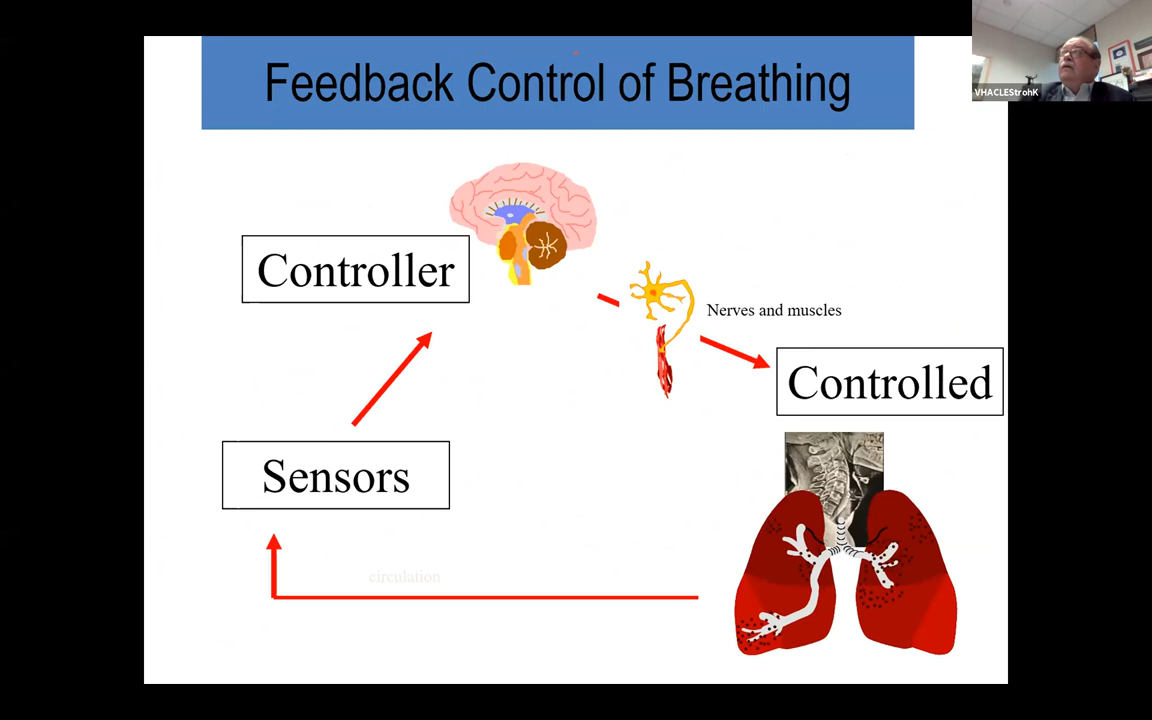 Feedback Control of Breathing
VHACLEStrohK
Controller
Nerves and muscles
Controlled
Sensors
circulation